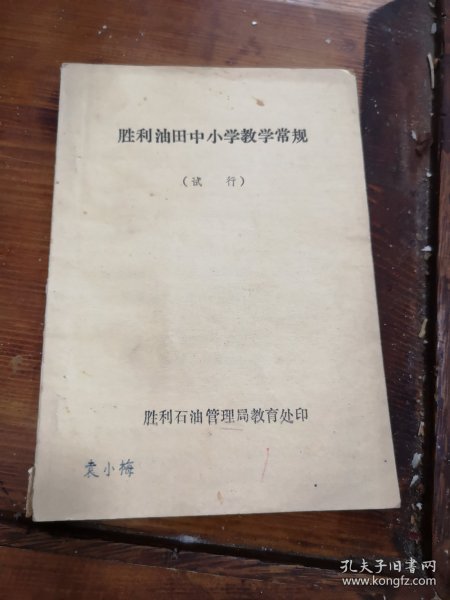 胜利油田中小学教学常规
（试 行）
胜利石油管理局教育处印
袁小梅
孔夫子旧书网
www.kongfz.com